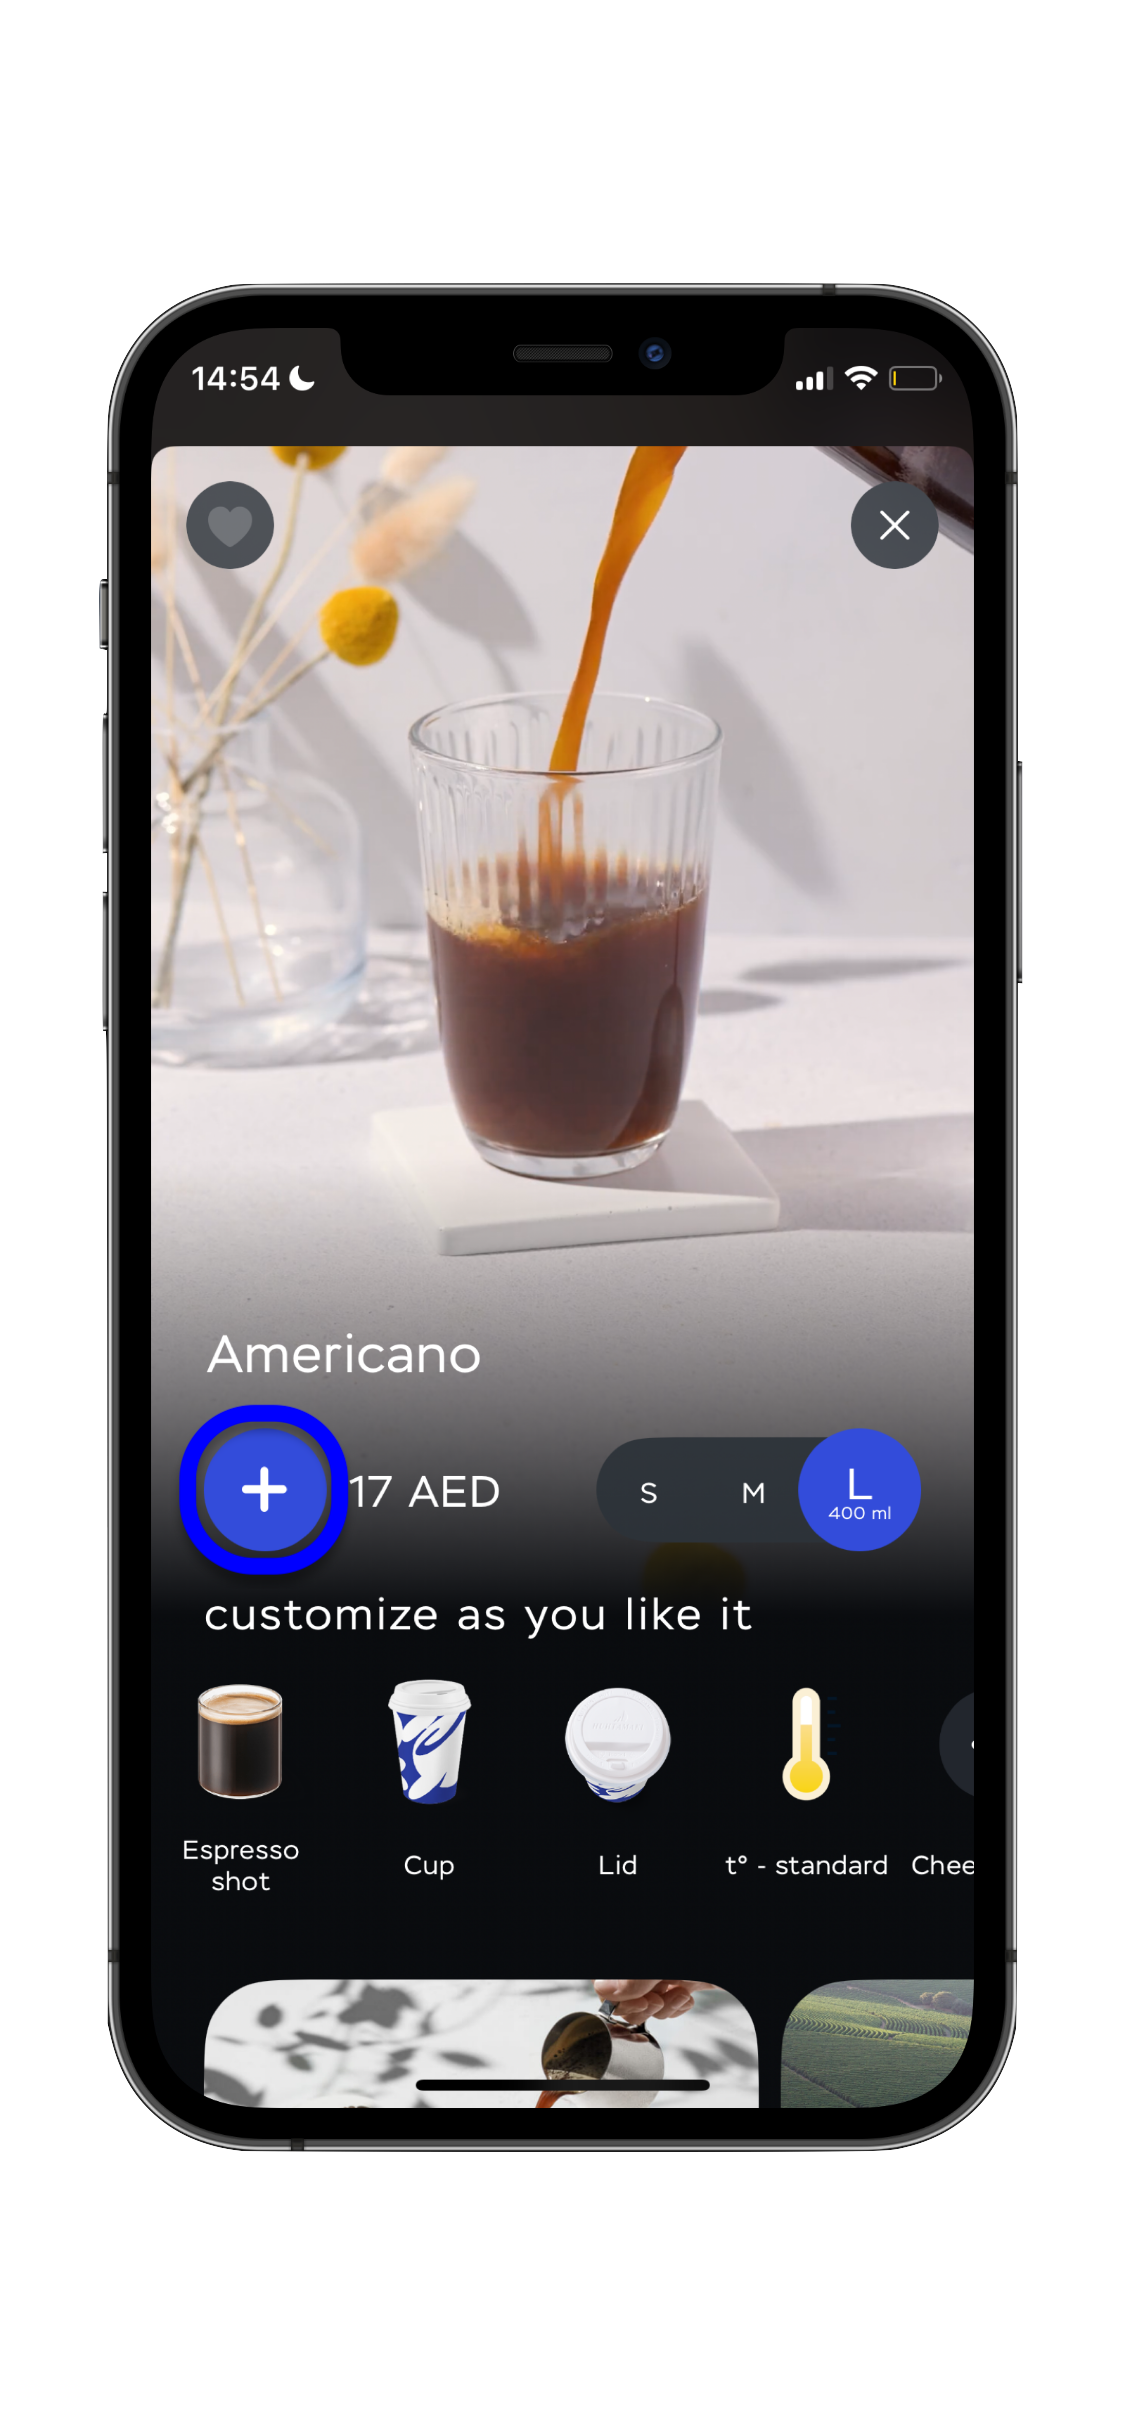 14:54
Americano
17 AED
S M L
400 ml
customize as you like it
Espresso
shot
Cup
Lid
t° - standard
Chee